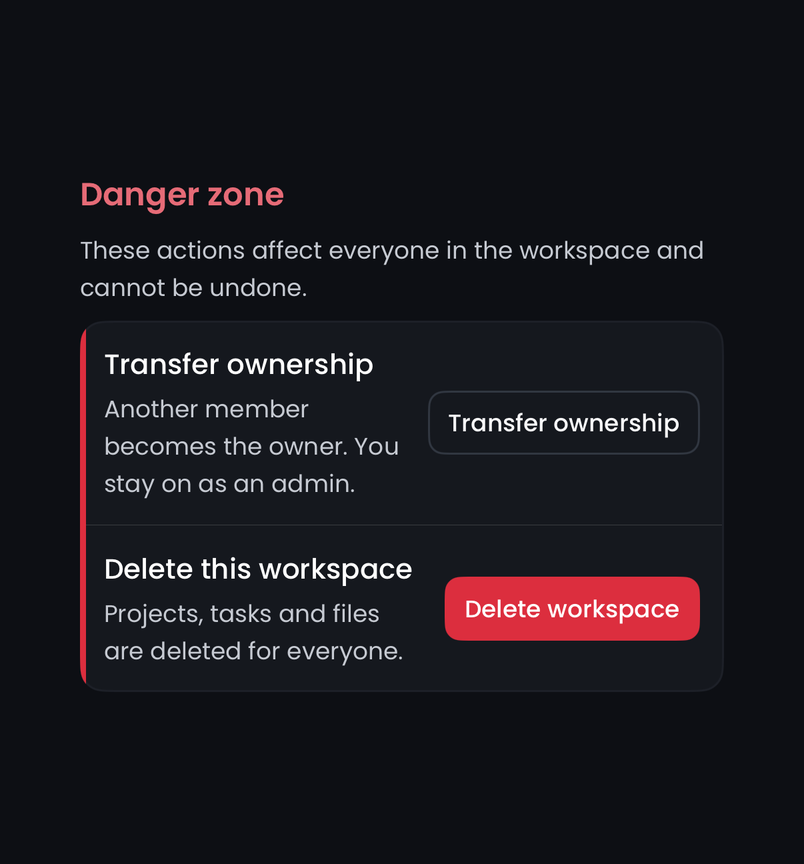 Danger zone
These actions affect everyone in the workspace and
cannot be undone.
Transfer ownership
Another member
becomes the owner. You
stay on as an admin.
Transfer ownership
Delete this workspace
Projects, tasks and files
are deleted for everyone.
Delete workspace